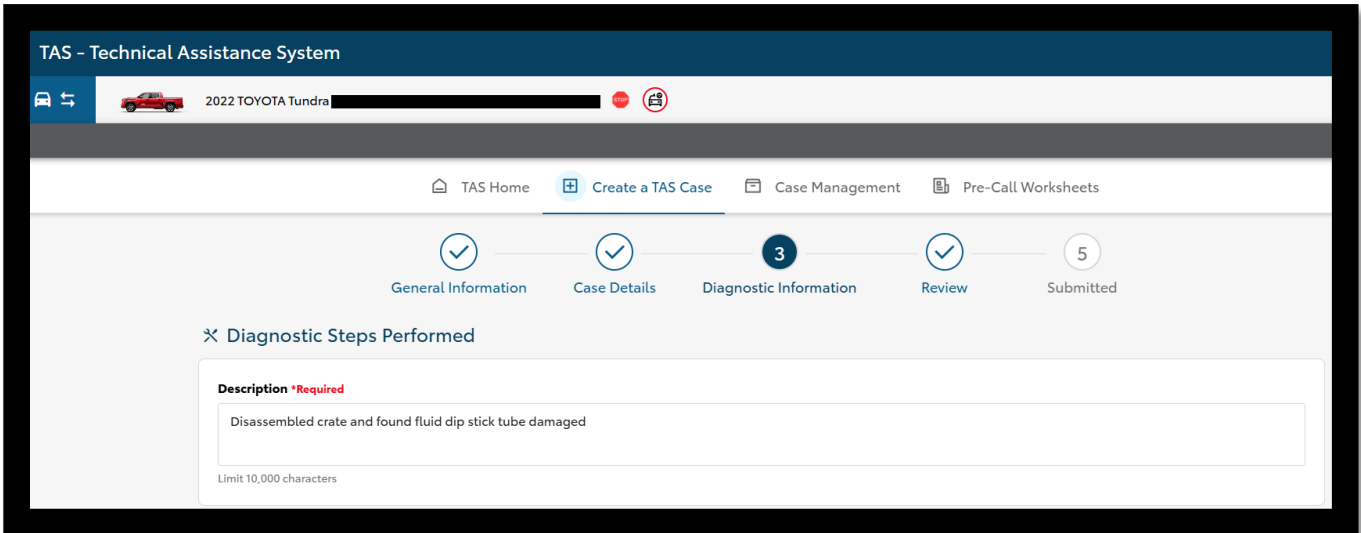 TAS - Technical Assistance System
2022 TOYOTA Tundra
STOP
TAS Home Create a TAS Case Case Management Pre-Call Worksheets
3 5
General Information Case Details Diagnostic Information Review Submitted
Diagnostic Steps Performed
Description *Required
Disassembled crate and found fluid dip stick tube damaged
Limit 10,000 characters